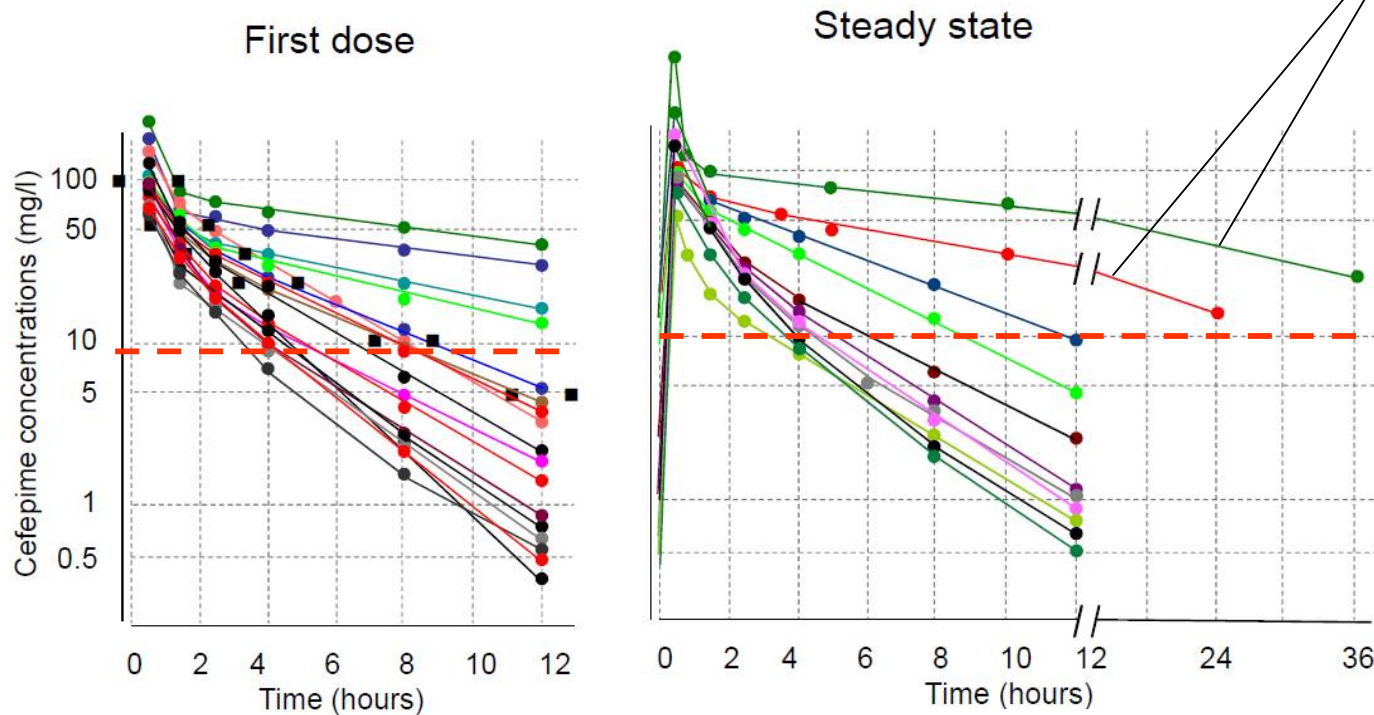 First dose
Steady state
Cefepime concentrations (mg/l)
100
50
10
5
1
0.5
0 2 4 6 8 10 12
Time (hours)
0 2 4 6 8 10 12 24 36
Time (hours)